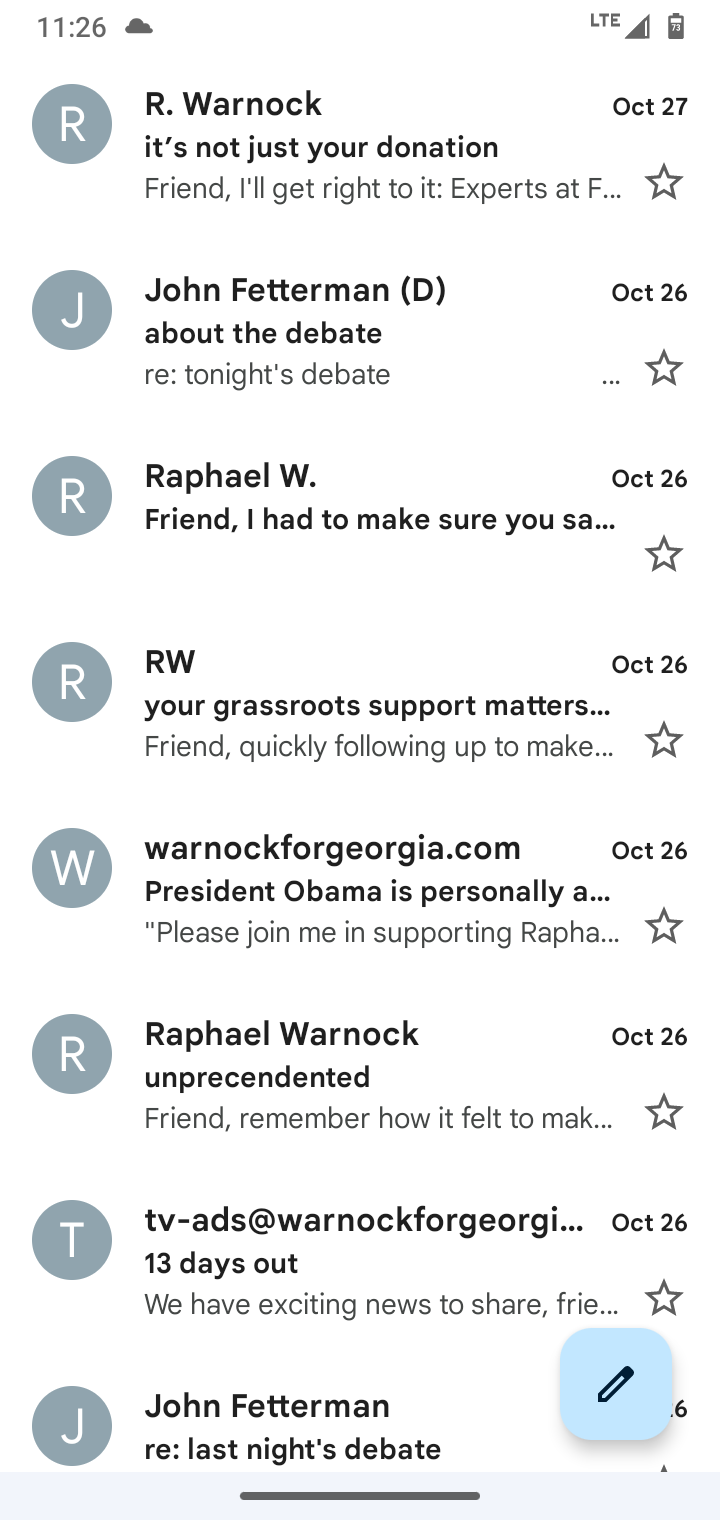 11:26
LTE
73
R
R. Warnock
Oct 27
it’s not just your donation
Friend, I'll get right to it: Experts at F...
J
John Fetterman (D)
Oct 26
about the debate
re: tonight's debate ...
R
Raphael W.
Oct 26
Friend, I had to make sure you sa...
R
RW
Oct 26
your grassroots support matters...
Friend, quickly following up to make...
W
warnockforgeorgia.com
Oct 26
President Obama is personally a...
"Please join me in supporting Rapha...
R
Raphael Warnock
Oct 26
unprecendented
Friend, remember how it felt to mak...
T
tv-ads@warnockforgeorgi...
Oct 26
13 days out
We have exciting news to share, frie...
J
John Fetterman
re: last night's debate